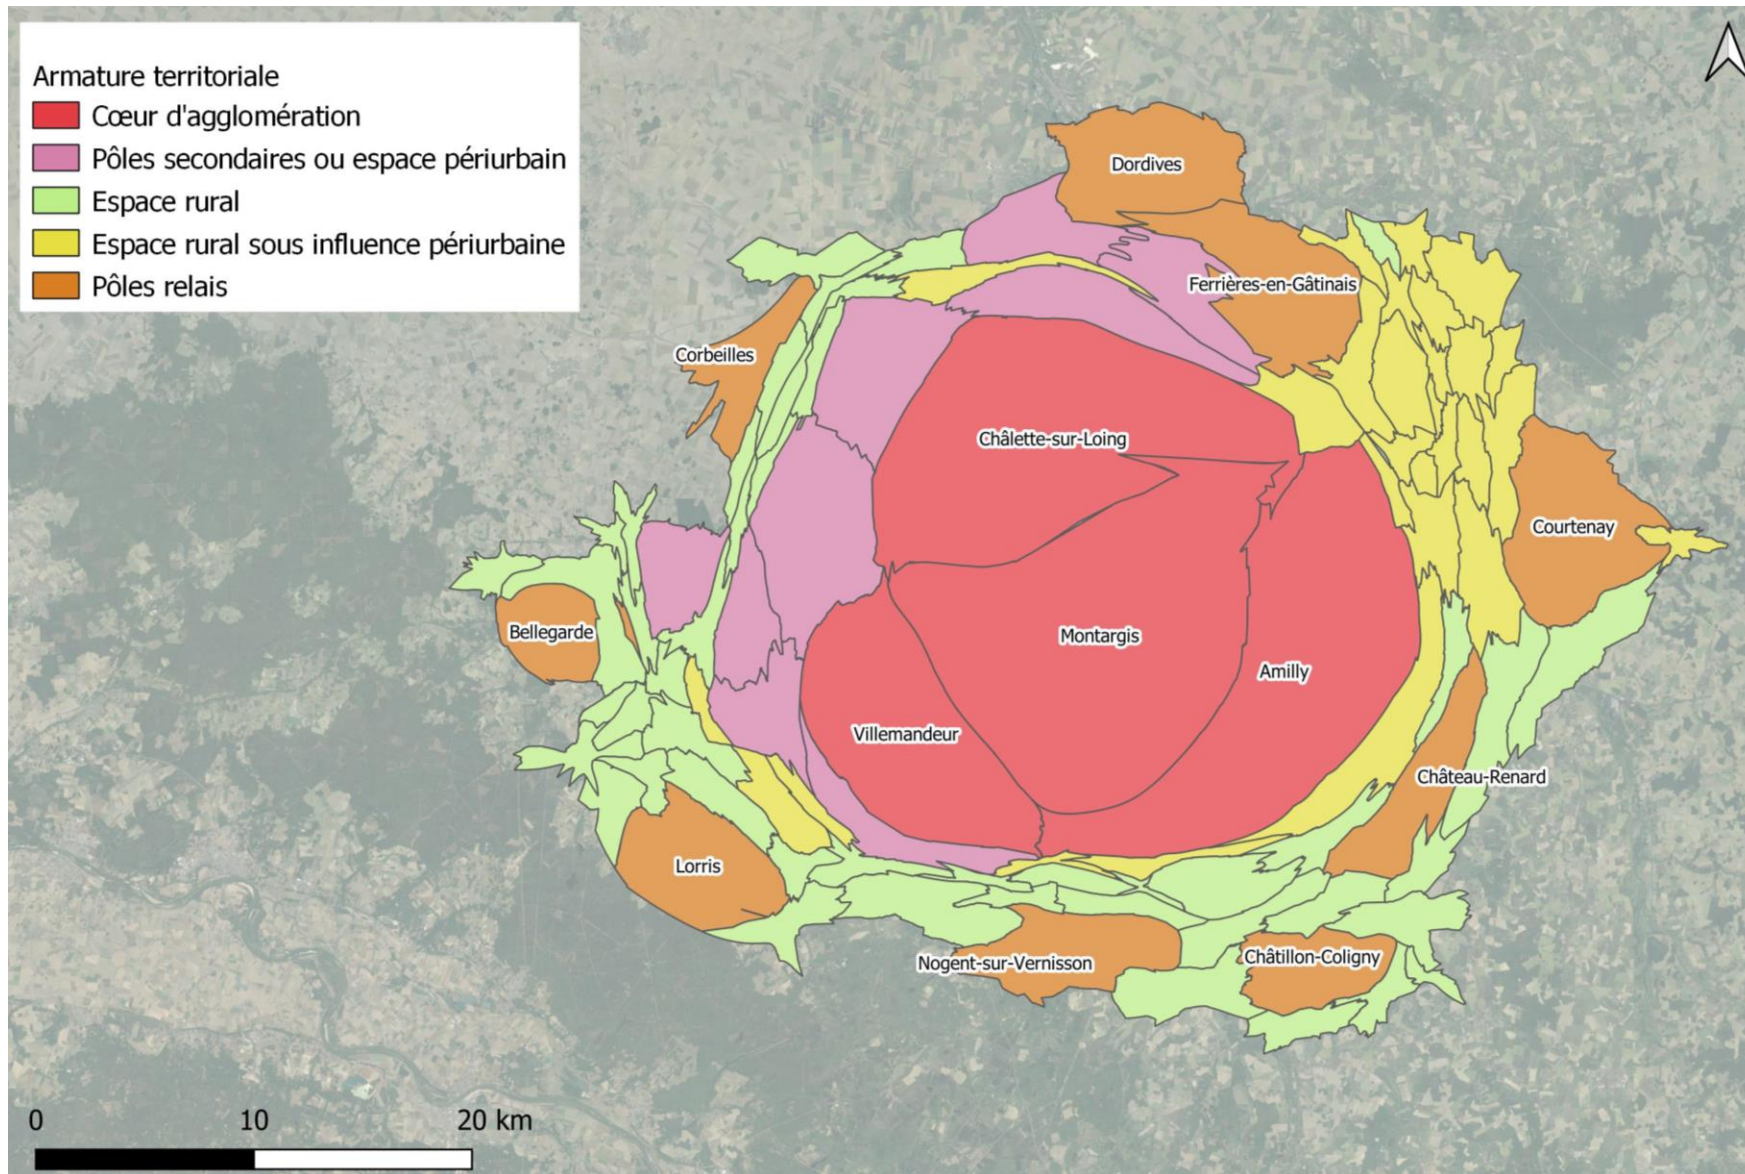 Armature territoriale
Cœur d'agglomération
Pôles secondaires ou espace périurbain
Espace rural
Espace rural sous influence périurbaine
Pôles relais
Dordives
Ferrières-en-Gâtinais
Corbeilles
Châlette-sur-Loing
Courtenay
Bellegarde
Montargis
Amilly
Villemandeur
Château-Renard
Lorris
Nogent-sur-Vernisson
Châtillon-Coligny
0 10 20 km